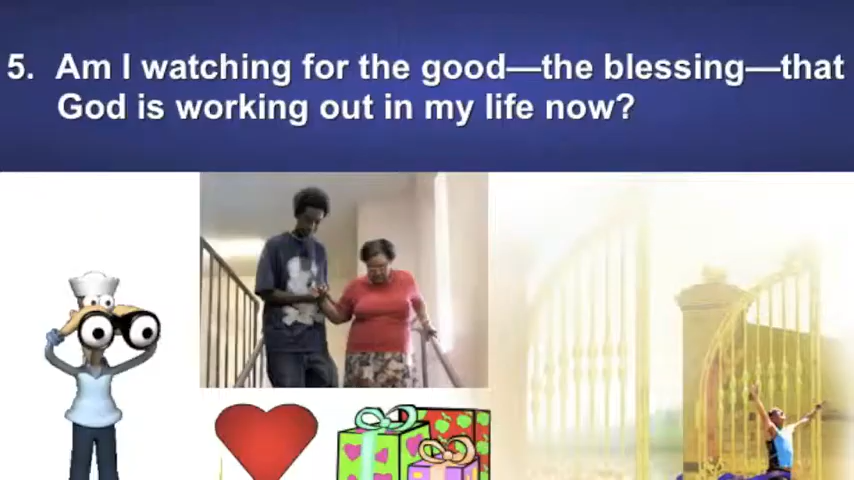 5. Am I watching for the good—the blessing—that
God is working out in my life now?